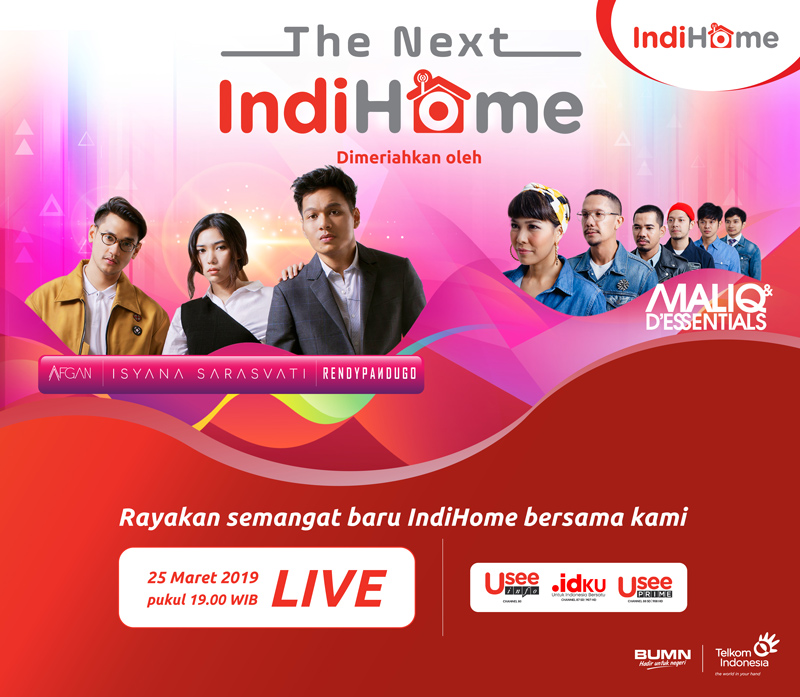 The Next
IndiHome
IndiHome
Dimeriahkan oleh
MALIQ &
D'ESSENTIALS
AFGAN | ISYANA SARASVATI | RENDYPANDUGO
Rayakan semangat baru IndiHome bersama kami
25 Maret 2019
pukul 19.00 WIB
LIVE
Usee
info
.idKU
Untuk Indonesia Bersatu
Usee
PRIME
BUMN
Hadir untuk negeri
Telkom
Indonesia
the world in your hand